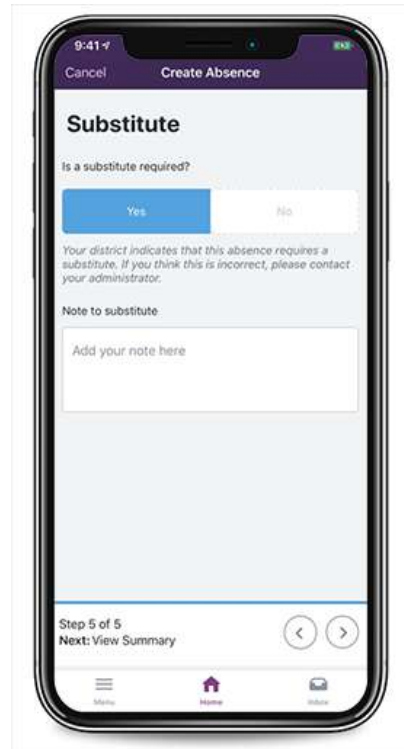 9:41
Cancel Create Absence
Substitute
Is a substitute required?
Yes No
Your district indicates that this absence requires a
substitute. If you think this is incorrect, please contact
your administrator.
Note to substitute
Add your note here
Step 5 of 5
Next: View Summary
Menu Home Inbox